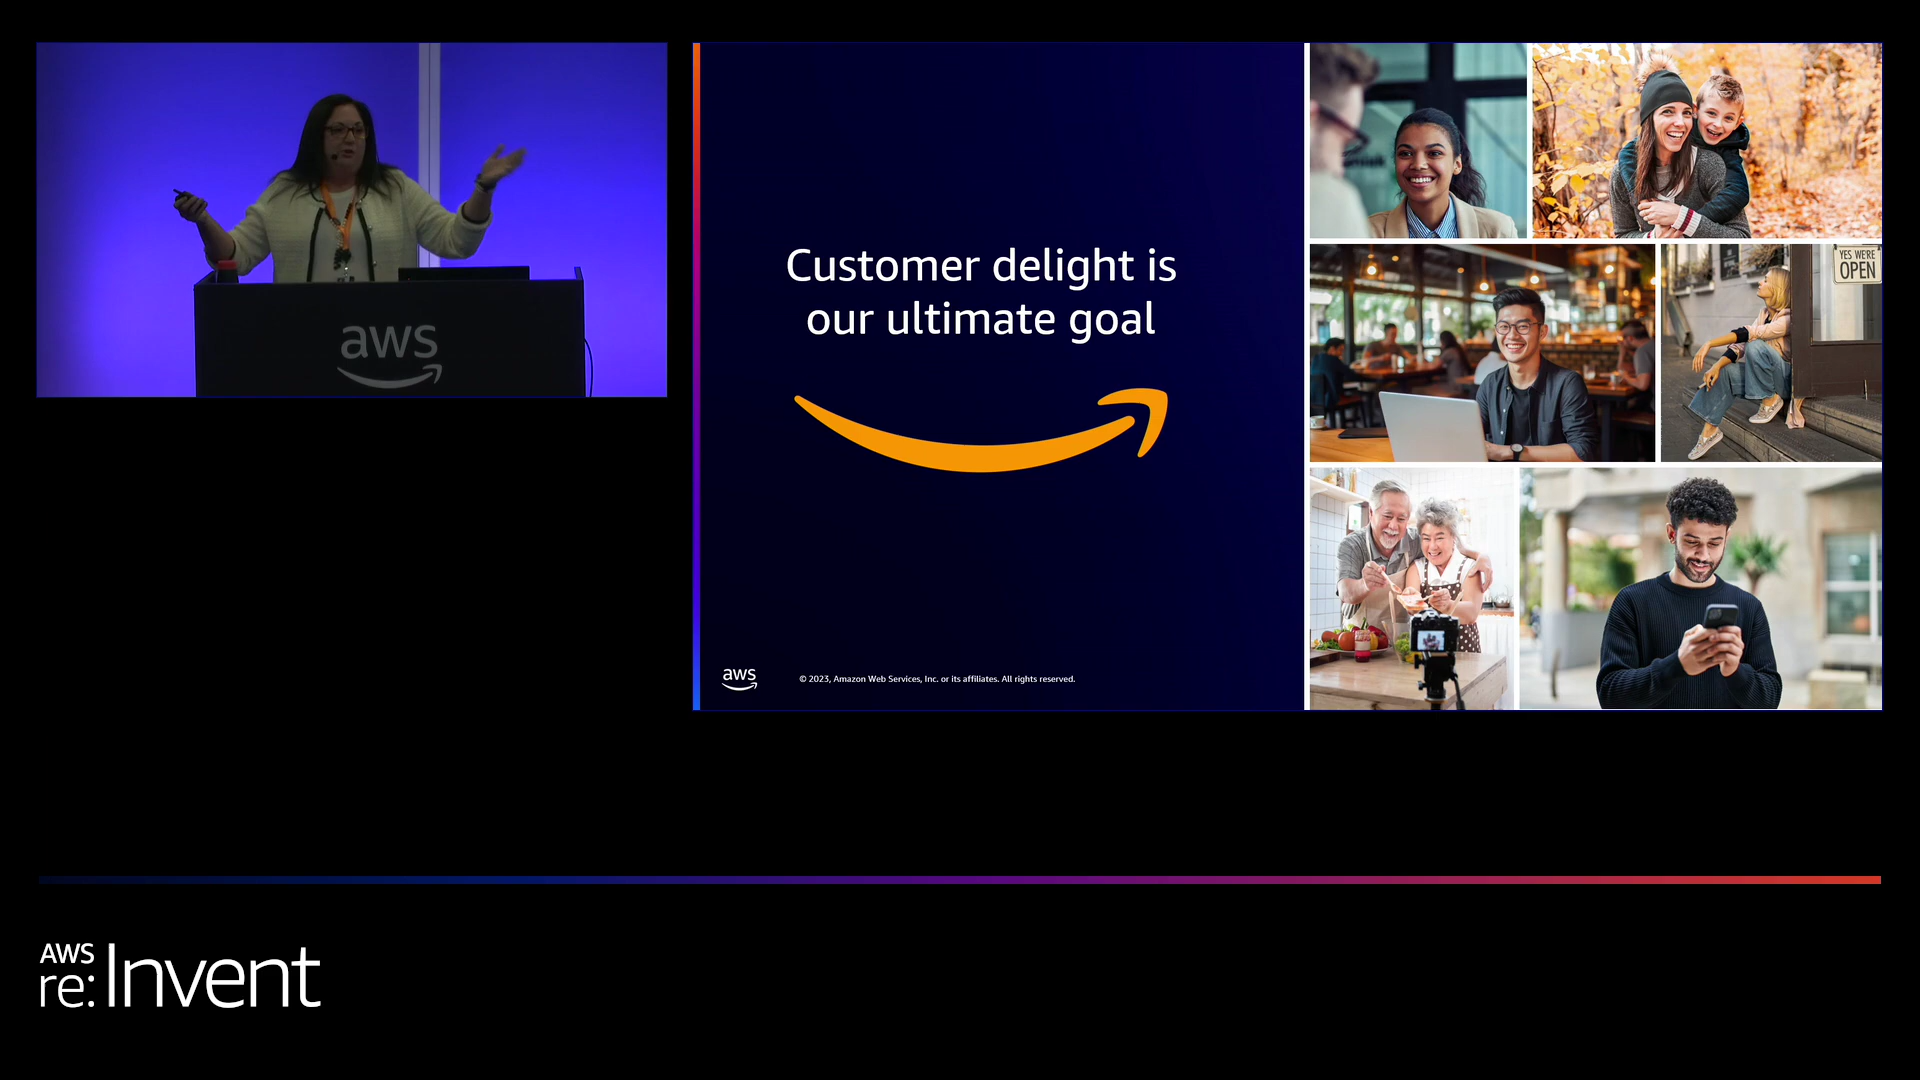 aws
Customer delight is
our ultimate goal
YES WE'RE
OPEN
aws
© 2023, Amazon Web Services, Inc. or its affiliates. All rights reserved.
AWS
re:Invent